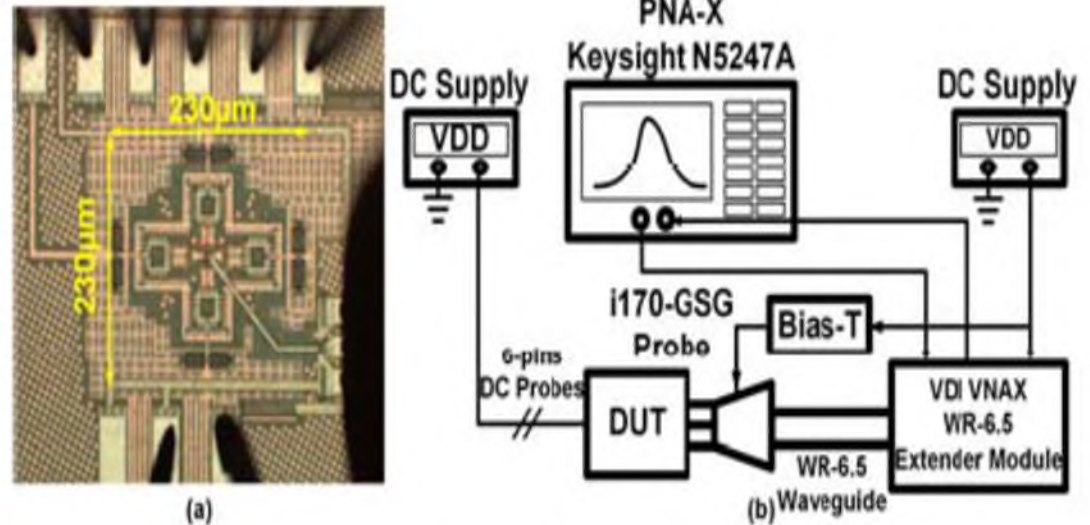 230µm
230µm
(a)
PNA-X
Keysight N5247A
DC Supply
VDD
DC Supply
VDD
i170-GSG
Probe
Bias-T
6-pins
DC Probes
DUT
VDI VNAX
WR-6.5
Extender Module
WR-6.5
Waveguide
(b)